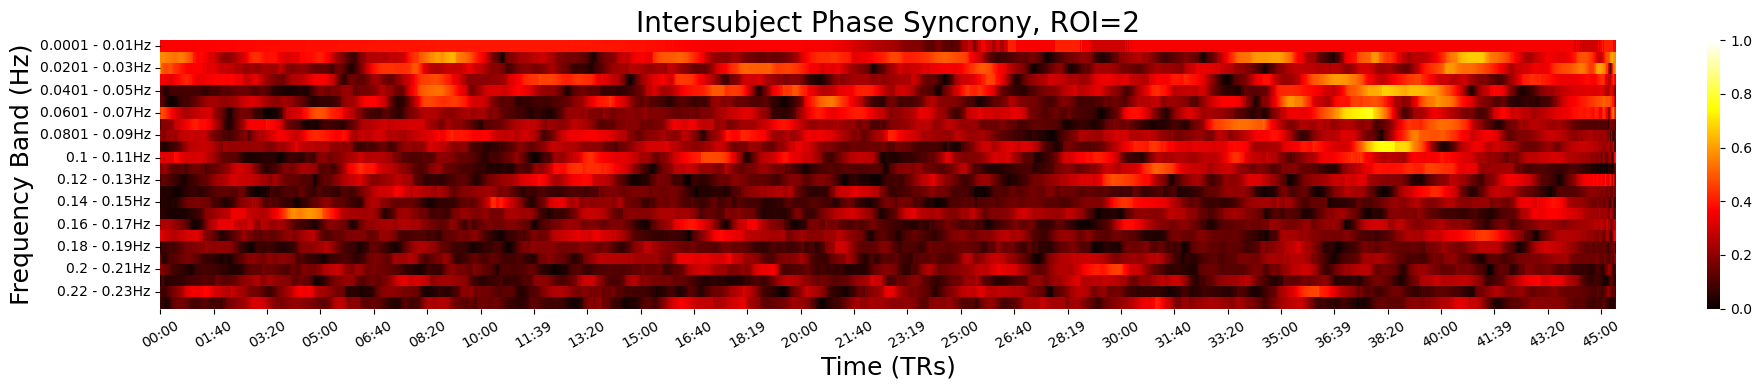 Intersubject Phase Syncrony, ROI=2
Frequency Band (Hz)
0.0001 - 0.01Hz
0.0201 - 0.03Hz
0.0401 - 0.05Hz
0.0601 - 0.07Hz
0.0801 - 0.09Hz
0.1 - 0.11Hz
0.12 - 0.13Hz
0.14 - 0.15Hz
0.16 - 0.17Hz
0.18 - 0.19Hz
0.2 - 0.21Hz
0.22 - 0.23Hz
00:00 01:40 03:20 05:00 06:40 08:20 10:00 11:39 13:20 15:00 16:40 18:19 20:00 21:40 23:19 25:00 26:40 28:19 30:00 31:40 33:20 35:00 36:39 38:20 40:00 41:39 43:20 45:00
Time (TRs)
1.0
0.8
0.6
0.4
0.2
0.0